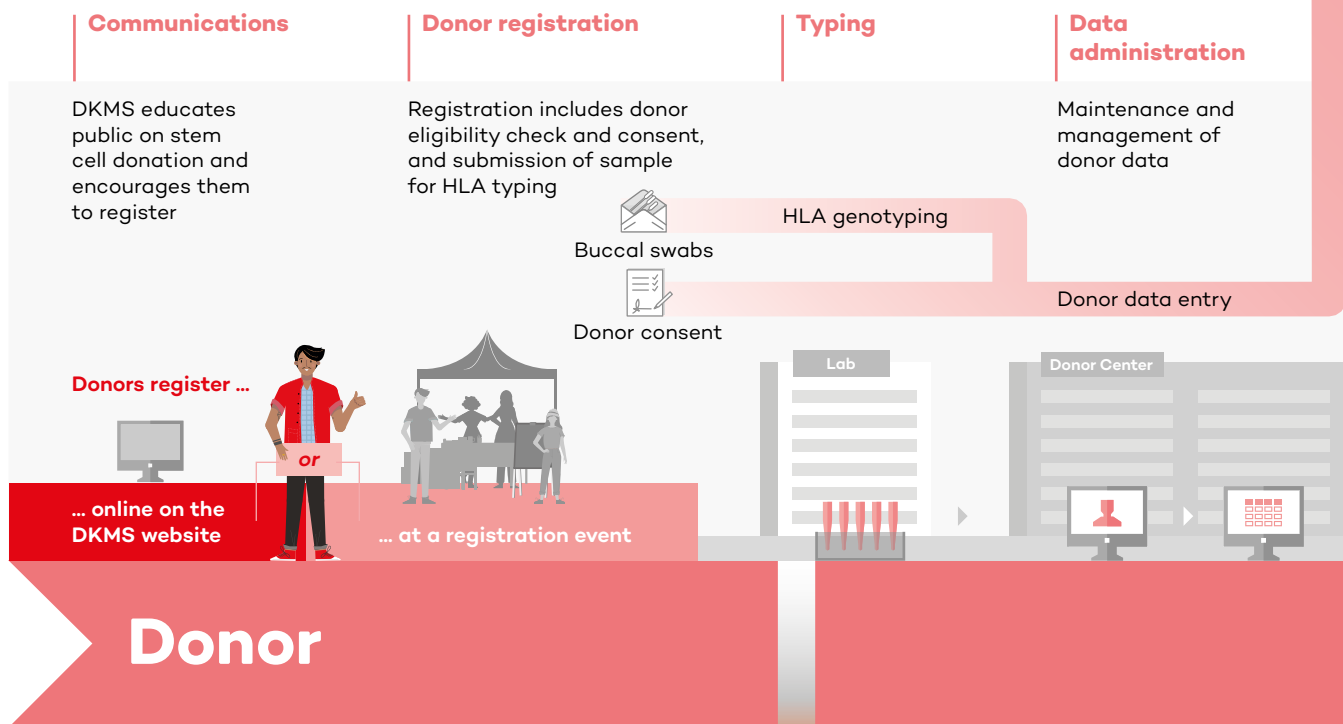 Communications
DKMS educates
public on stem
cell donation and
encourages them
to register
Donor registration
Registration includes donor
eligibility check and consent,
and submission of sample
for HLA typing
Typing
Data
administration
Maintenance and
management of
donor data
Buccal swabs
HLA genotyping
Donor consent
Donor data entry
Donors register ...
or
... online on the
DKMS website
... at a registration event
Lab
Donor Center
Donor